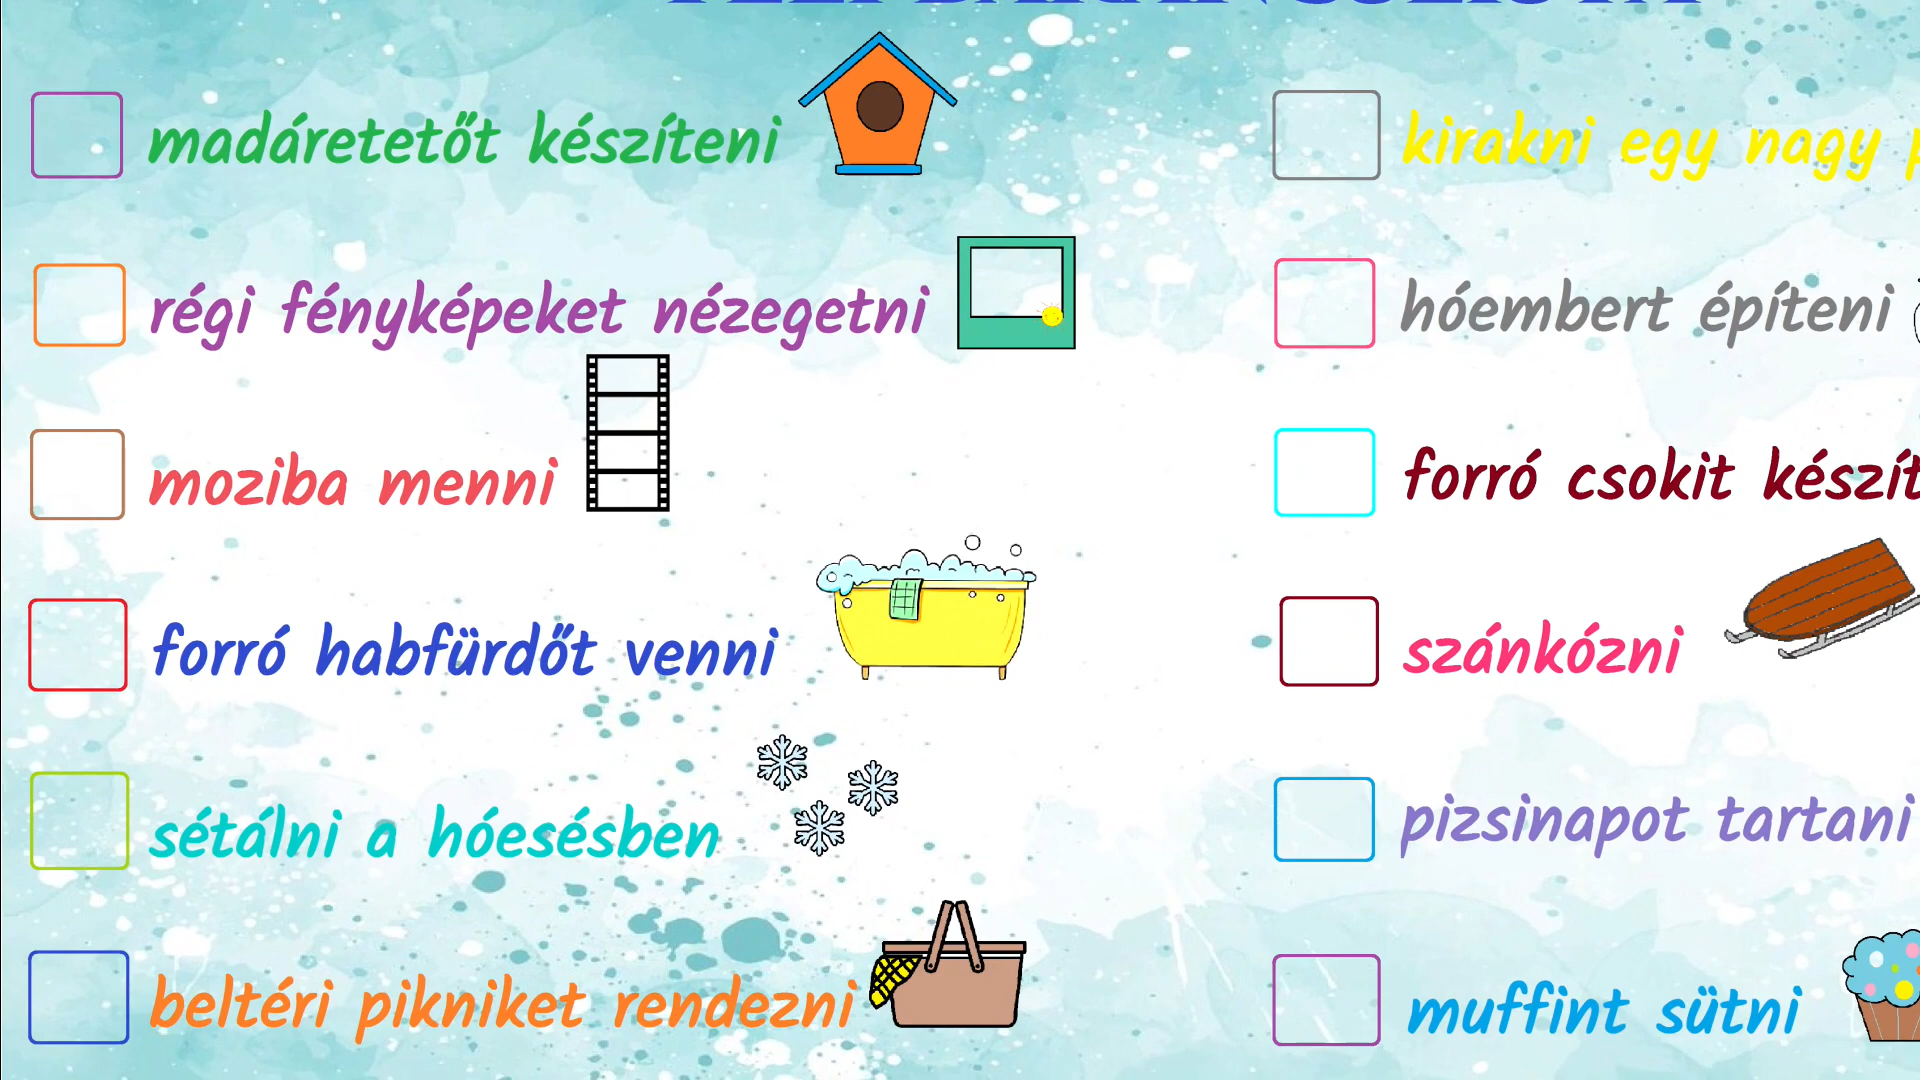 madáretetőt készíteni
régi fényképeket nézegetni
moziba menni
forró habfürdőt venni
sétálni a hóesésben
beltéri pikniket rendezni
kirakni egy nagy
hóembert építeni
forró csokit
szánkózni
pizsinapot tartani
muffint sütni